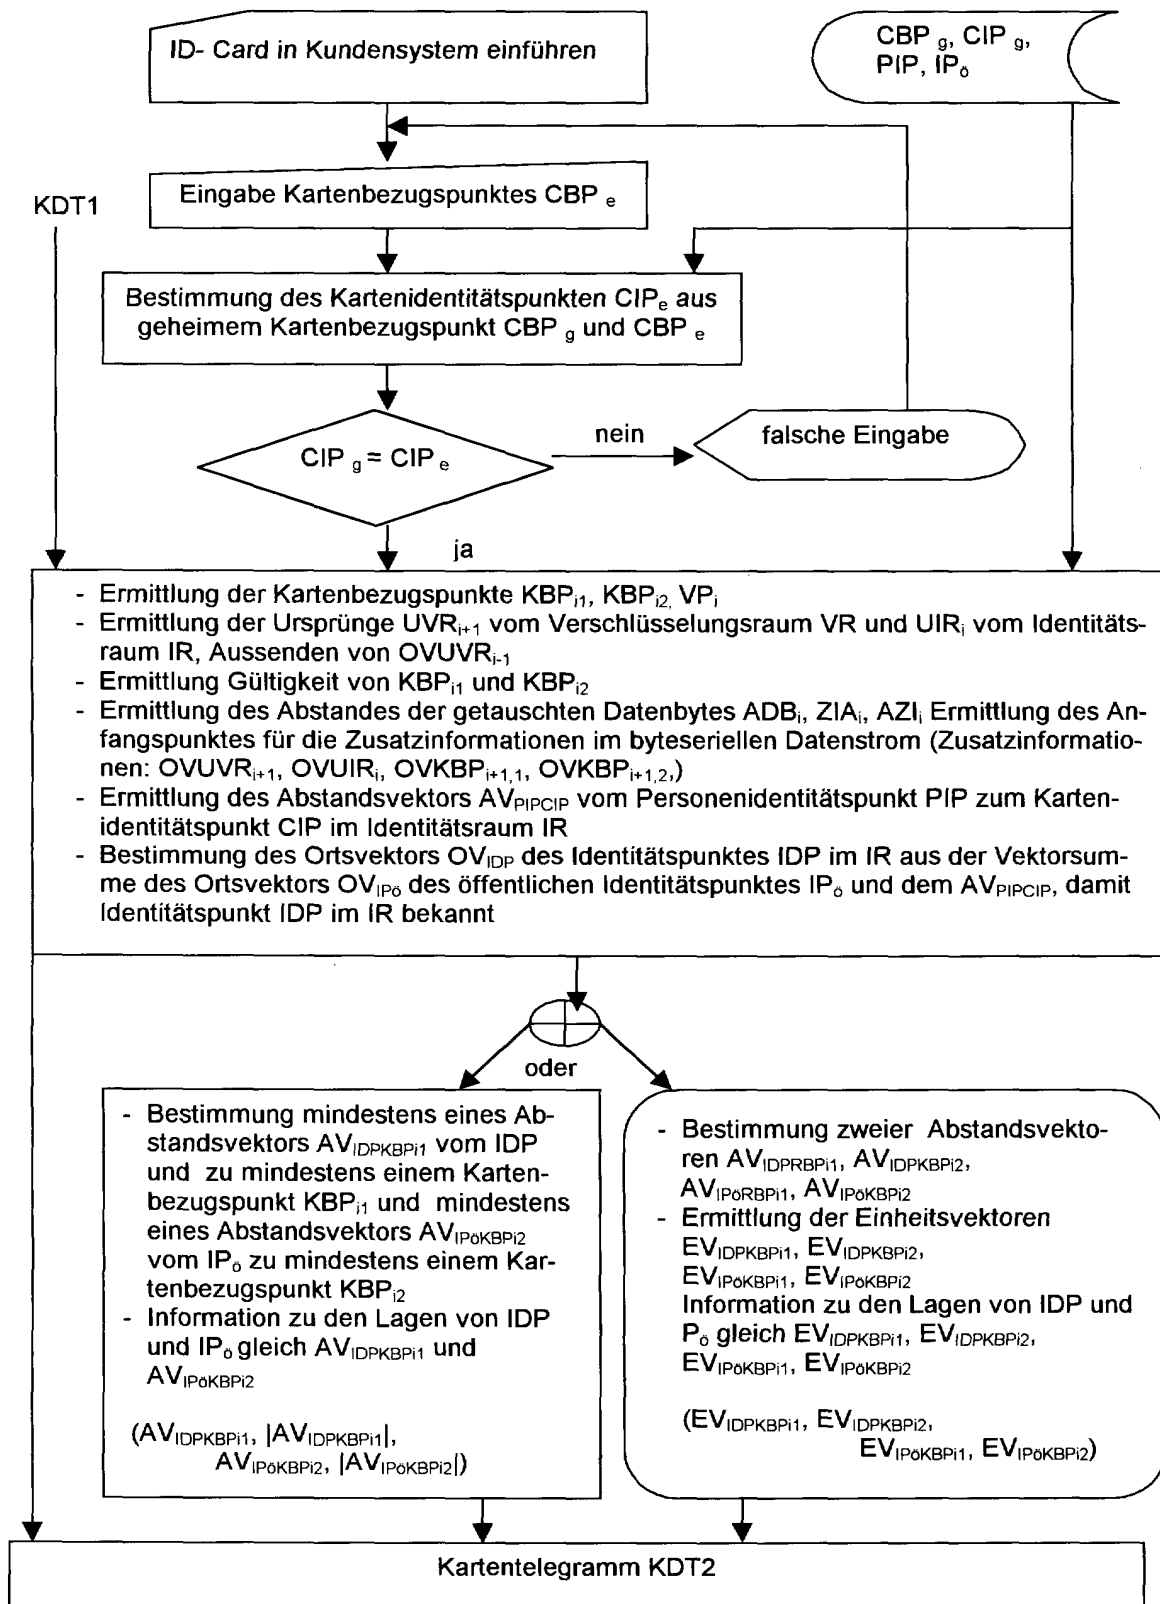 ID- Card in Kundensystem einführen
CBP g, CIP g,
PIP, IPö
Eingabe Kartenbezugspunktes CBP e
KDT1
Bestimmung des Kartenidentitätspunkten CIPe aus
geheimem Kartenbezugspunkt CBP g und CBP e
CIP g = CIP e
nein
falsche Eingabe
ja
- Ermittlung der Kartenbezugspunkte KBPi1, KBPi2, VPi
- Ermittlung der Ursprünge UVRi+1 vom Verschlüsselungsraum VR und UIRi vom Identitäts-
raum IR, Aussenden von OVUVRi-1
- Ermittlung Gültigkeit von KBPi1 und KBPi2
- Ermittlung des Abstandes der getauschten Datenbytes ADBi, ZIAi, AZIi Ermittlung des An-
fangspunktes für die Zusatzinformationen im byteseriellen Datenstrom (Zusatzinformatio-
nen: OVUVRi+1, OVUIRi, OVKBPi+1,1, OVKBPi+1,2,)
- Ermittlung des Abstandsvektors AVPIPCIP vom Personenidentitätspunkt PIP zum Karten-
identitätspunkt CIP im Identitätsraum IR
- Bestimmung des Ortsvektors OVIDP des Identitätspunktes IDP im IR aus der Vektorsum-
me des Ortsvektors OVIPö des öffentlichen Identitätspunktes IPö und dem AVPIPCIP, damit
Identitätspunkt IDP im IR bekannt
oder
- Bestimmung mindestens eines Ab-
standsvektors AVIDPKBPi1 vom IDP
und zu mindestens einem Karten-
bezugspunkt KBPi1 und mindestens
eines Abstandsvektors AVIPöKBPi2
vom IPö zu mindestens einem Kar-
tenbezugspunkt KBPi2
- Information zu den Lagen von IDP
und IPö gleich AVIDPKBPi1 und
AVIPöKBPi2
(AVIDPKBPi1, |AVIDPKBPi1|,
AVIPöKBPi2, |AVIPöKBPi2|)
- Bestimmung zweier Abstandsvekto-
ren AVIDPRBPi1, AVIDPKBPi2,
AVIPöRBPi1, AVIPöKBPi2
- Ermittlung der Einheitsvektoren
EVIDPKBPi1, EVIDPKBPi2,
EVIPöKBPi1, EVIPöKBPi2
Information zu den Lagen von IDP und
Pö gleich EVIDPKBPi1, EVIDPKBPi2,
EVIPöKBPi1, EVIPöKBPi2
(EVIDPKBPi1, EVIDPKBPi2,
EVIPöKBPi1, EVIPöKBPi2)
Kartentelegramm KDT2